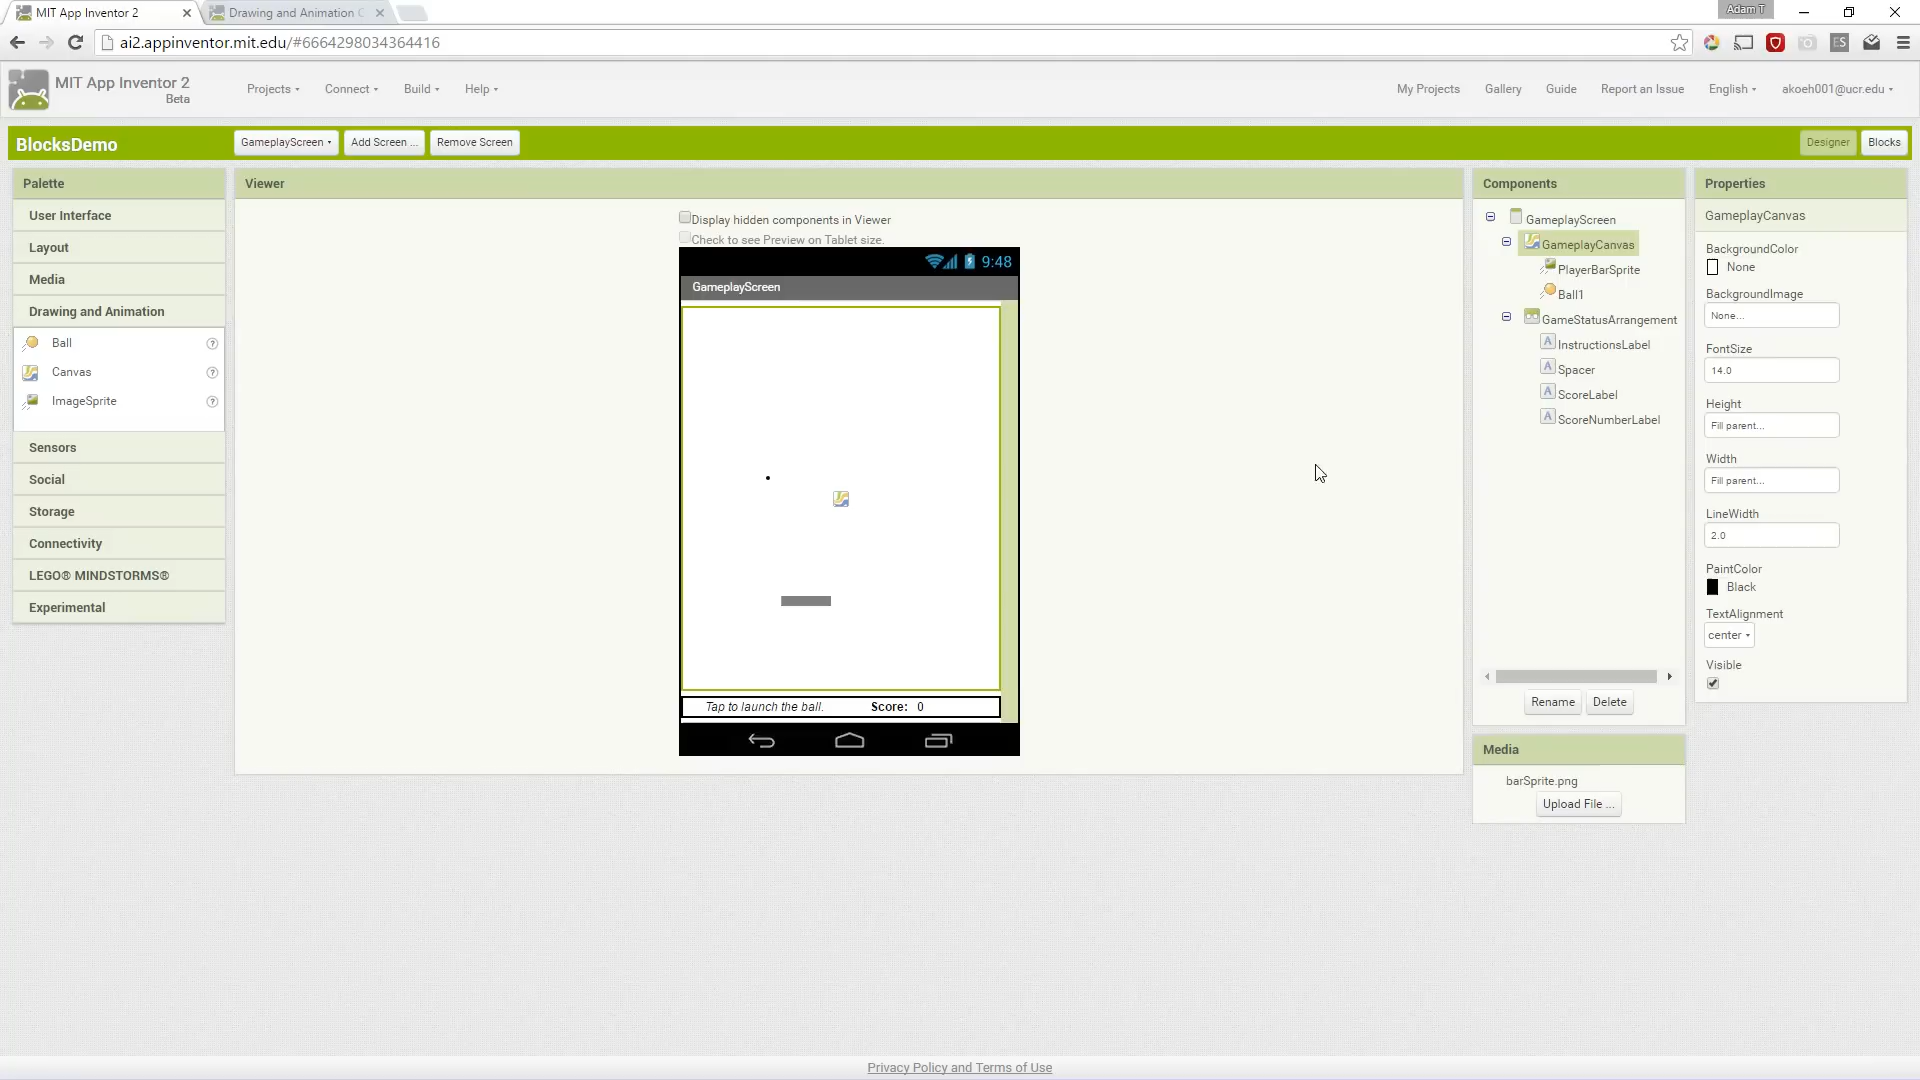 MIT App Inventor 2
Drawing and Animation C
Adam T
ai2.appinventor.mit.edu/#6664298034364416
ES
MIT App Inventor 2
Beta
Projects
Connect
Build
Help
My Projects
Gallery
Guide
Report an Issue
English
akoeh001@ucr.edu
BlocksDemo
GameplayScreen
Add Screen ...
Remove Screen
Designer
Blocks
Palette
User Interface
Layout
Media
Drawing and Animation
Ball
?
Canvas
?
ImageSprite
?
Sensors
Social
Storage
Connectivity
LEGO® MINDSTORMS®
Experimental
Viewer
Display hidden components in Viewer
Check to see Preview on Tablet size.
9:48
GameplayScreen
Tap to launch the ball.
Score: 0
Components
GameplayScreen
GameplayCanvas
PlayerBarSprite
Ball1
GameStatusArrangement
A InstructionsLabel
A Spacer
A ScoreLabel
A ScoreNumberLabel
Rename
Delete
Media
barSprite.png
Upload File ...
Properties
GameplayCanvas
BackgroundColor
None
BackgroundImage
None...
FontSize
14.0
Height
Fill parent...
Width
Fill parent...
LineWidth
2.0
PaintColor
Black
TextAlignment
center
Visible
Privacy Policy and Terms of Use